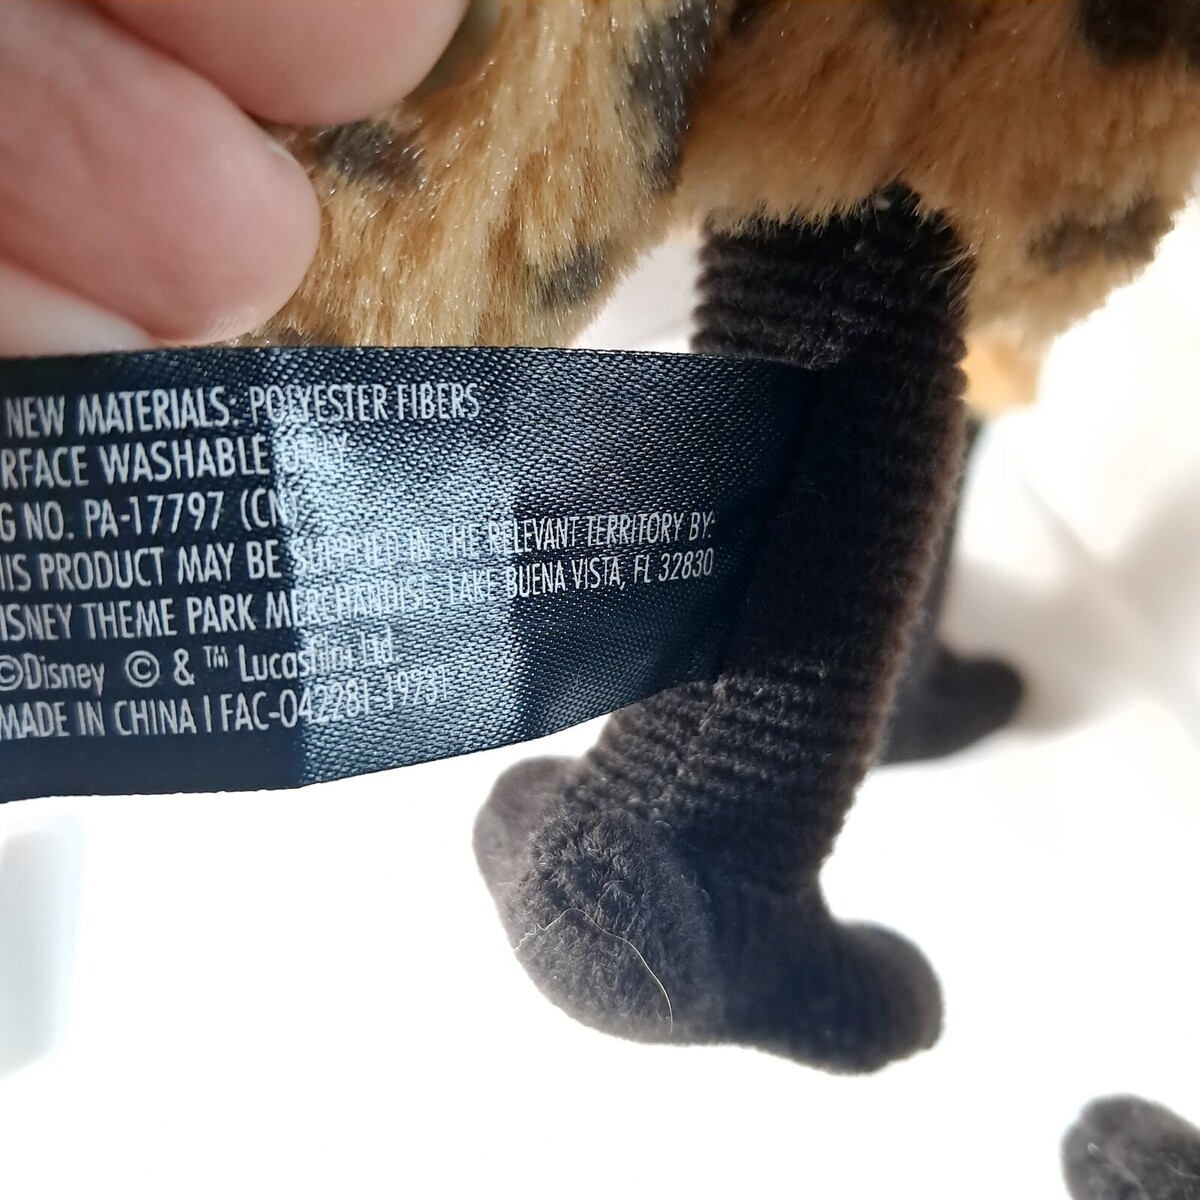 NEW MATERIALS: POLYESTER FIBERS
RFACE WASHABLE ONLY
G NO. PA-17797 (CN)
HIS PRODUCT MAY BE SUPPLIED IN THE RELEVANT TERRITORY BY:
ISNEY THEME PARK MERCHANDISE, LAKE BUENA VISTA, FL 32830
©Disney © & ™ Lucasfilm Ltd
MADE IN CHINA | FAC-042281-19231